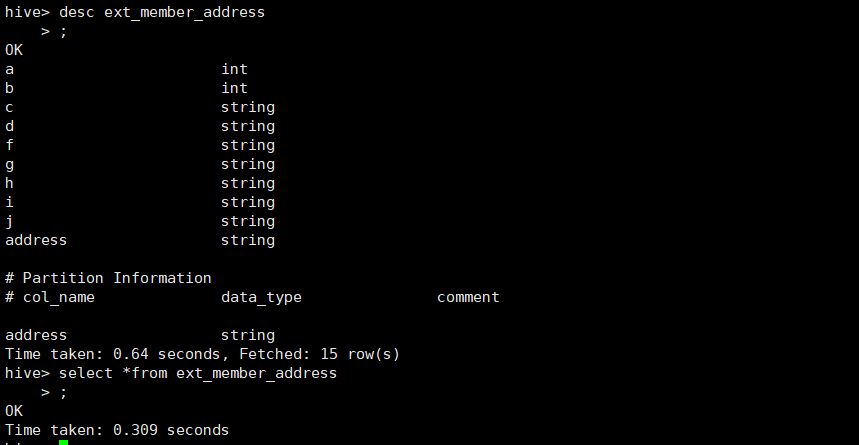 hive> desc ext_member_address
    > ;
OK
a                       int
b                       int
c                       string
d                       string
f                       string
g                       string
h                       string
i                       string
j                       string
address                 string

# Partition Information
# col_name              data_type               comment

address                 string
Time taken: 0.64 seconds, Fetched: 15 row(s)
hive> select *from ext_member_address
    > ;
OK
Time taken: 0.309 seconds